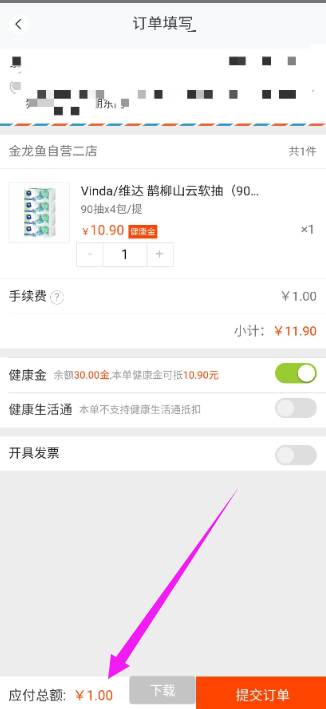 订单填写
金龙鱼自营二店 共1件
Vinda/维达 鹊柳山云软抽（90...
90抽x4包/提
￥10.90 健康金 ×1
- 1 +
手续费 ? ￥1.00
小计：￥11.90
健康金 余额30.00金,本单健康金可抵10.90元
健康生活通 本单不支持健康生活通抵扣
开具发票
应付总额: ￥1.00 下载 提交订单